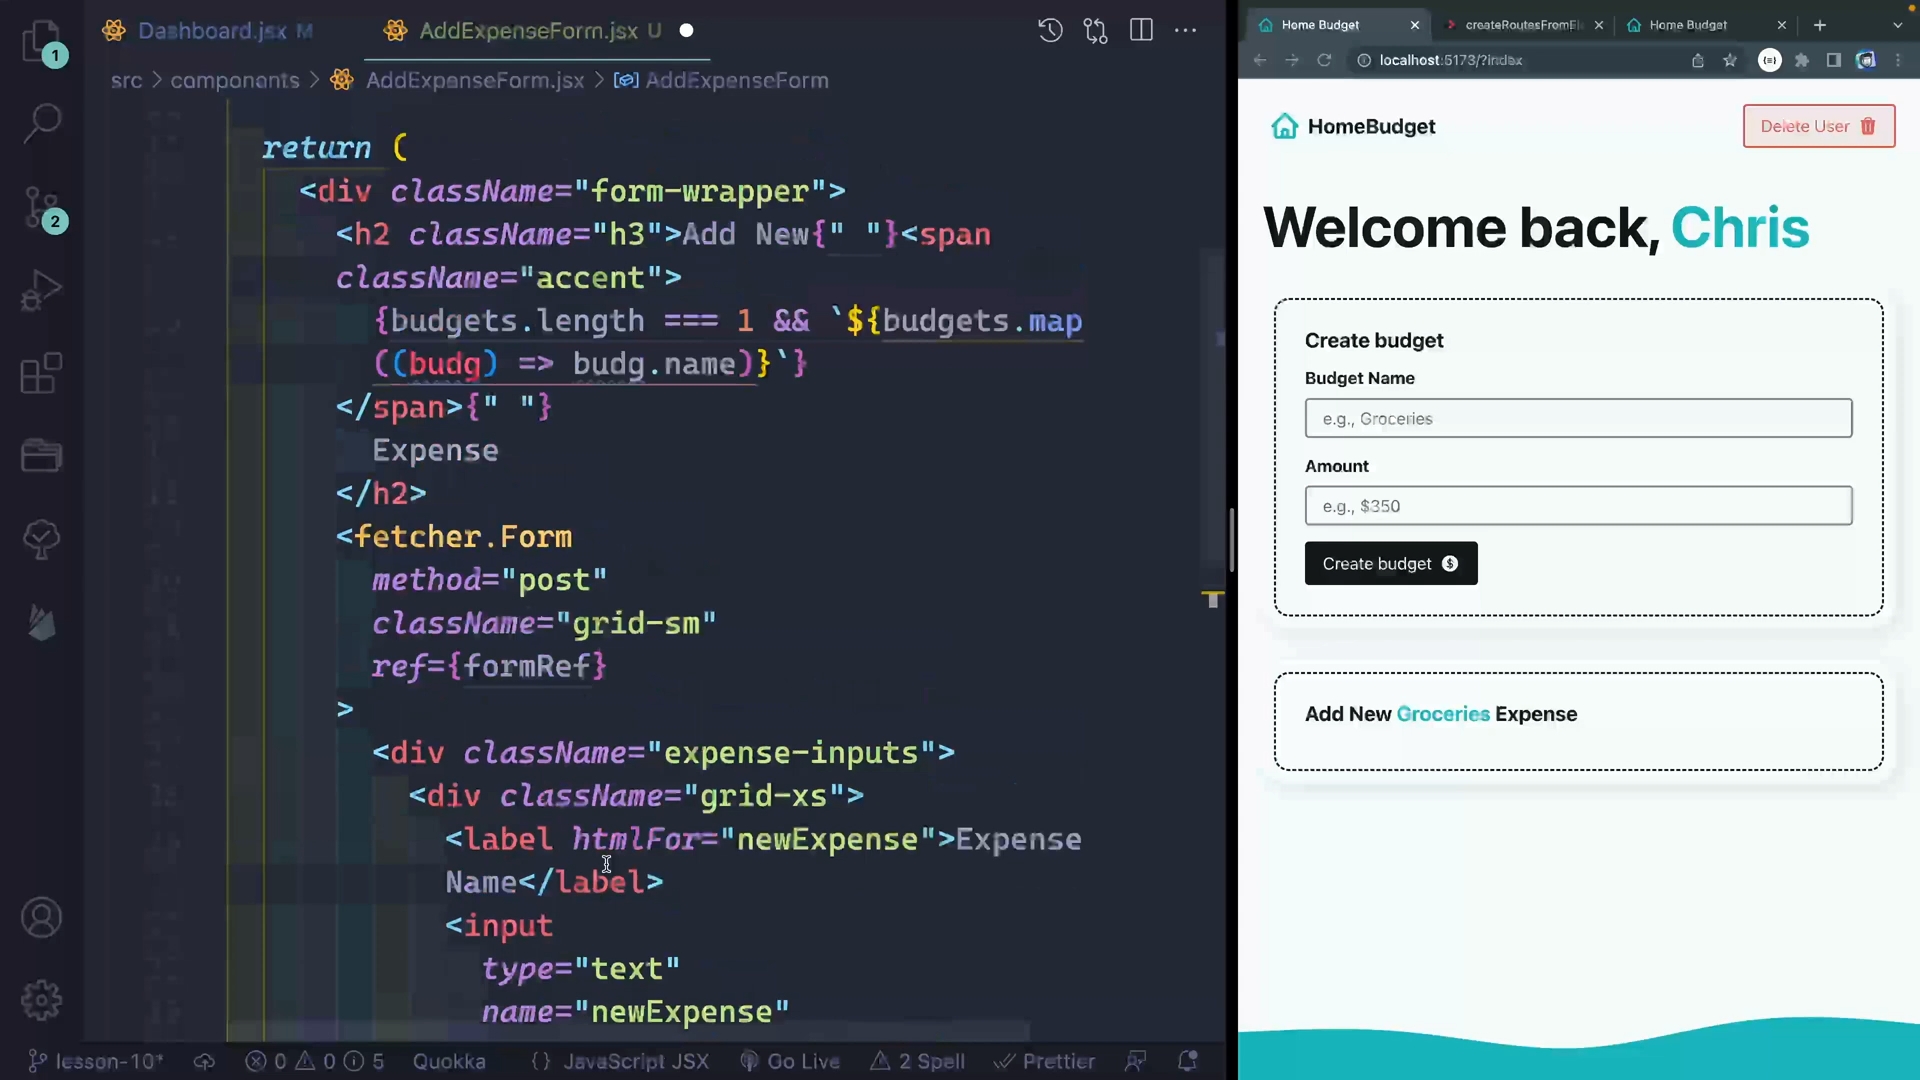 Dashboard.jsx M
AddExpenseForm.jsx U
src > componants > AddExpanseForm.jsx > AddExpenseForm
return (
<div className="form-wrapper">
<h2 className="h3">Add New{" "}<span
className="accent">
{budgets.length === 1 && `${budgets.map
((budg) => budg.name)}`}
</span>{" "}
Expense
</h2>
<fetcher.Form
method="post"
className="grid-sm"
ref={formRef}
>
<div className="expense-inputs">
<div className="grid-xs">
<label htmlFor="newExpense">Expense
Name</label>
<input
type="text"
name="newExpense"
1
2
lesson-10* 0 0 5 Quokka {} JavaScript JSX Go Live 2 Spell Prettier
Home Budget
Home Budget
localhost:5173/?index
HomeBudget
Delete User
Welcome back, Chris
Create budget
Budget Name
e.g., Groceries
Amount
e.g., $350
Create budget $
Add New Groceries Expense